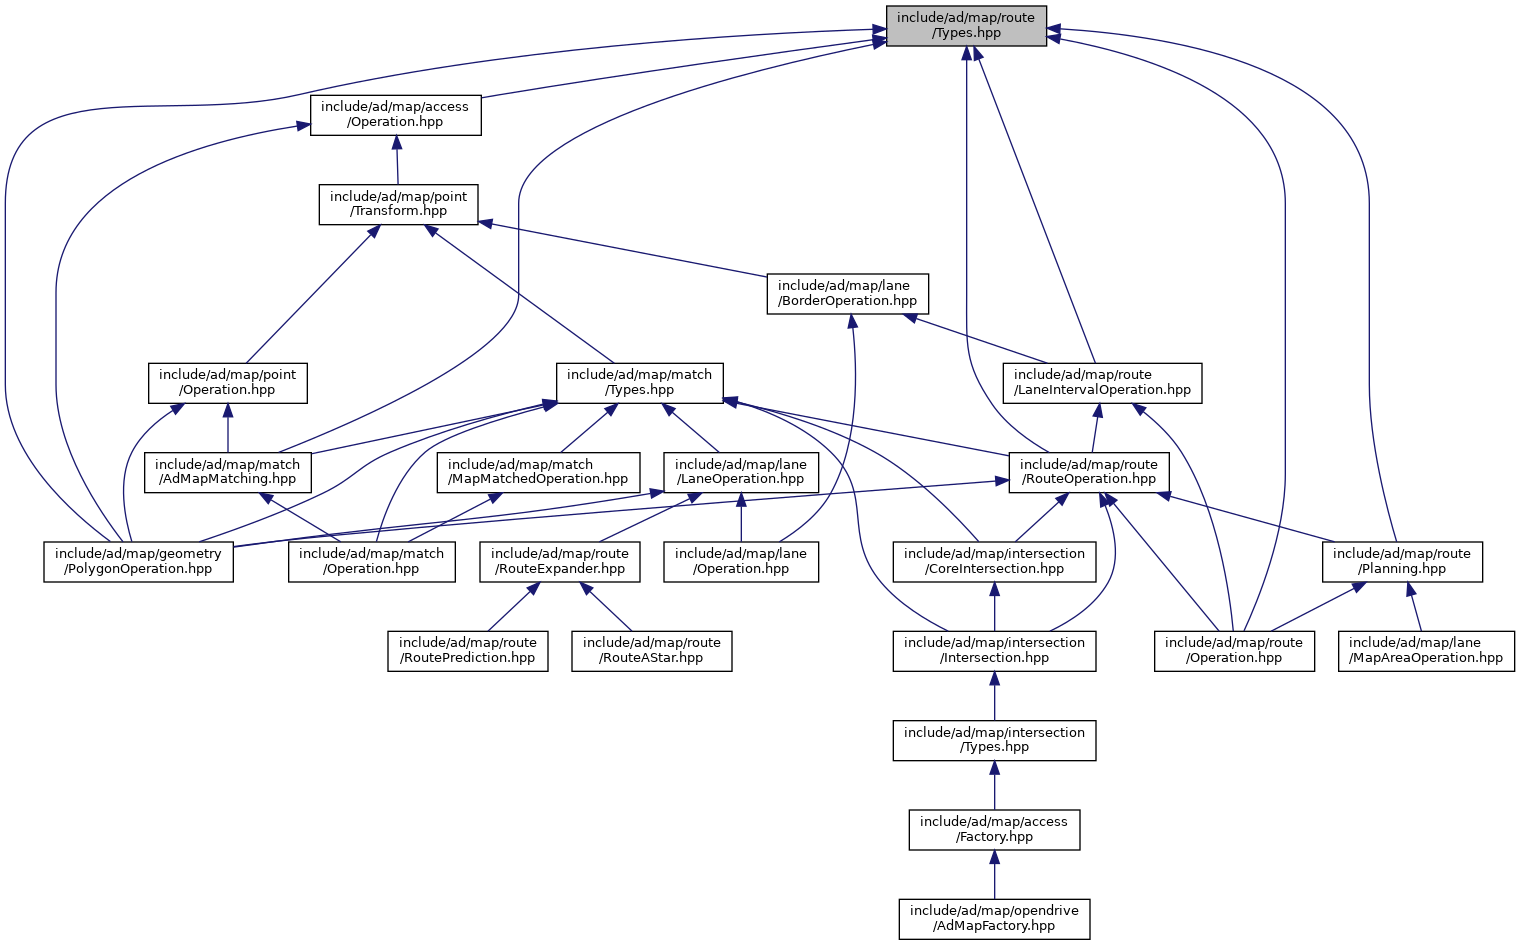 include/ad/map/route
/Types.hpp
include/ad/map/access
/Operation.hpp
include/ad/map/point
/Transform.hpp
include/ad/map/lane
/BorderOperation.hpp
include/ad/map/point
/Operation.hpp
include/ad/map/match
/Types.hpp
include/ad/map/route
/LaneIntervalOperation.hpp
include/ad/map/match
/AdMapMatching.hpp
include/ad/map/match
/MapMatchedOperation.hpp
include/ad/map/lane
/LaneOperation.hpp
include/ad/map/route
/RouteOperation.hpp
include/ad/map/geometry
/PolygonOperation.hpp
include/ad/map/match
/Operation.hpp
include/ad/map/route
/RouteExpander.hpp
include/ad/map/lane
/Operation.hpp
include/ad/map/intersection
/CoreIntersection.hpp
include/ad/map/route
/Planning.hpp
include/ad/map/route
/RoutePrediction.hpp
include/ad/map/route
/RouteAStar.hpp
include/ad/map/intersection
/Intersection.hpp
include/ad/map/route
/Operation.hpp
include/ad/map/lane
/MapAreaOperation.hpp
include/ad/map/intersection
/Types.hpp
include/ad/map/access
/Factory.hpp
include/ad/map/opendrive
/AdMapFactory.hpp